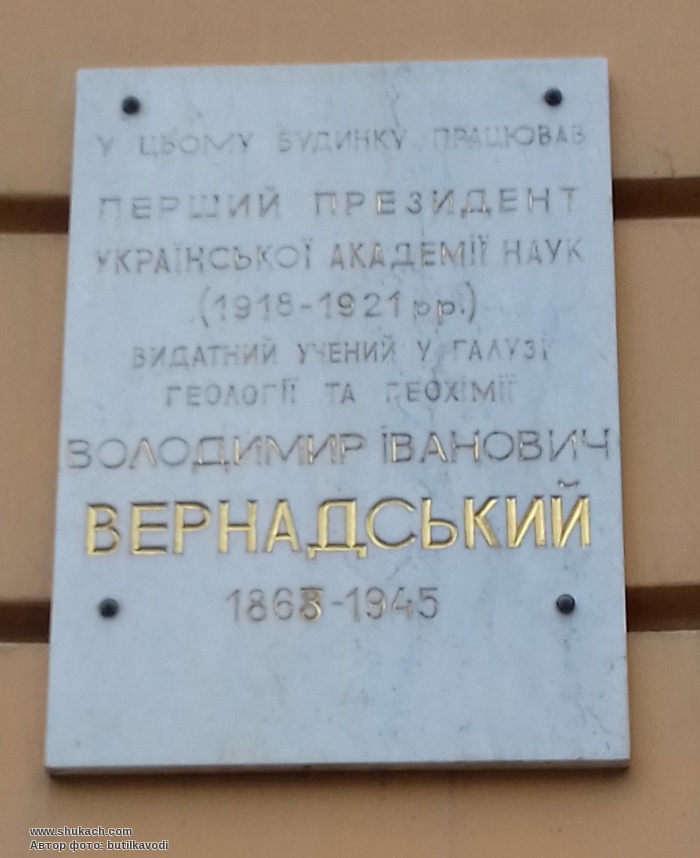 У ЦЬОМУ БУДИНКУ ПРАЦЮВАВ
ПЕРШИЙ ПРЕЗИДЕНТ
УКРАЇНСЬКОЇ АКАДЕМІЇ НАУК
(1918-1921 рр.)
ВИДАТНИЙ УЧЕНИЙ У ГАЛУЗІ
ГЕОЛОГІЇ ТА ГЕОХІМІЇ
ВОЛОДИМИР ІВАНОВИЧ
ВЕРНАДСЬКИЙ
1863-1945
www.shukach.com
Автор фото: butilkavodi